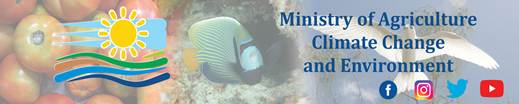 Ministry of Agriculture
Climate Change
and Environment